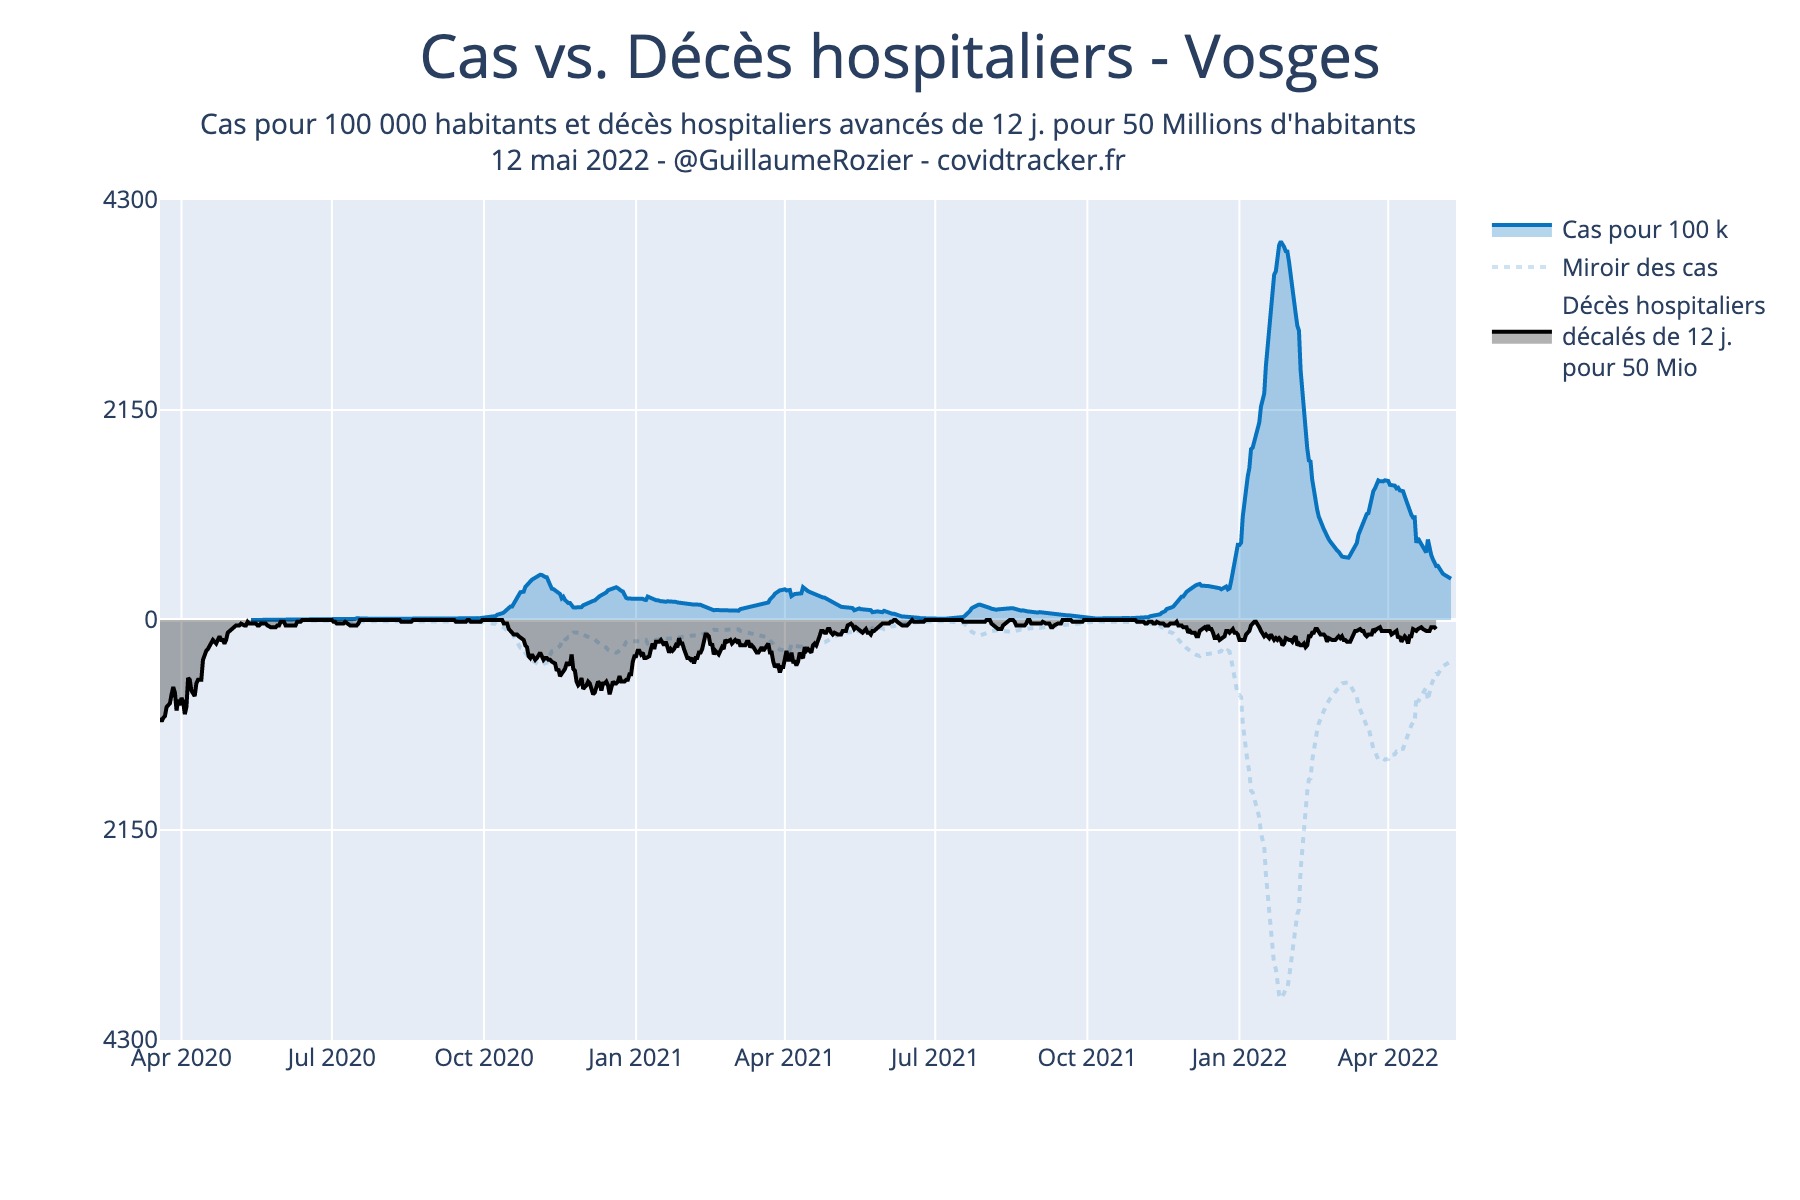 Cas vs. Décès hospitaliers - Vosges
Cas pour 100 000 habitants et décès hospitaliers avancés de 12 j. pour 50 Millions d'habitants
12 mai 2022 - @GuillaumeRozier - covidtracker.fr
4300
2150
0
2150
4300
Apr 2020
Jul 2020
Oct 2020
Jan 2021
Apr 2021
Jul 2021
Oct 2021
Jan 2022
Apr 2022
Cas pour 100 k
Miroir des cas
Décès hospitaliers
décalés de 12 j.
pour 50 Mio